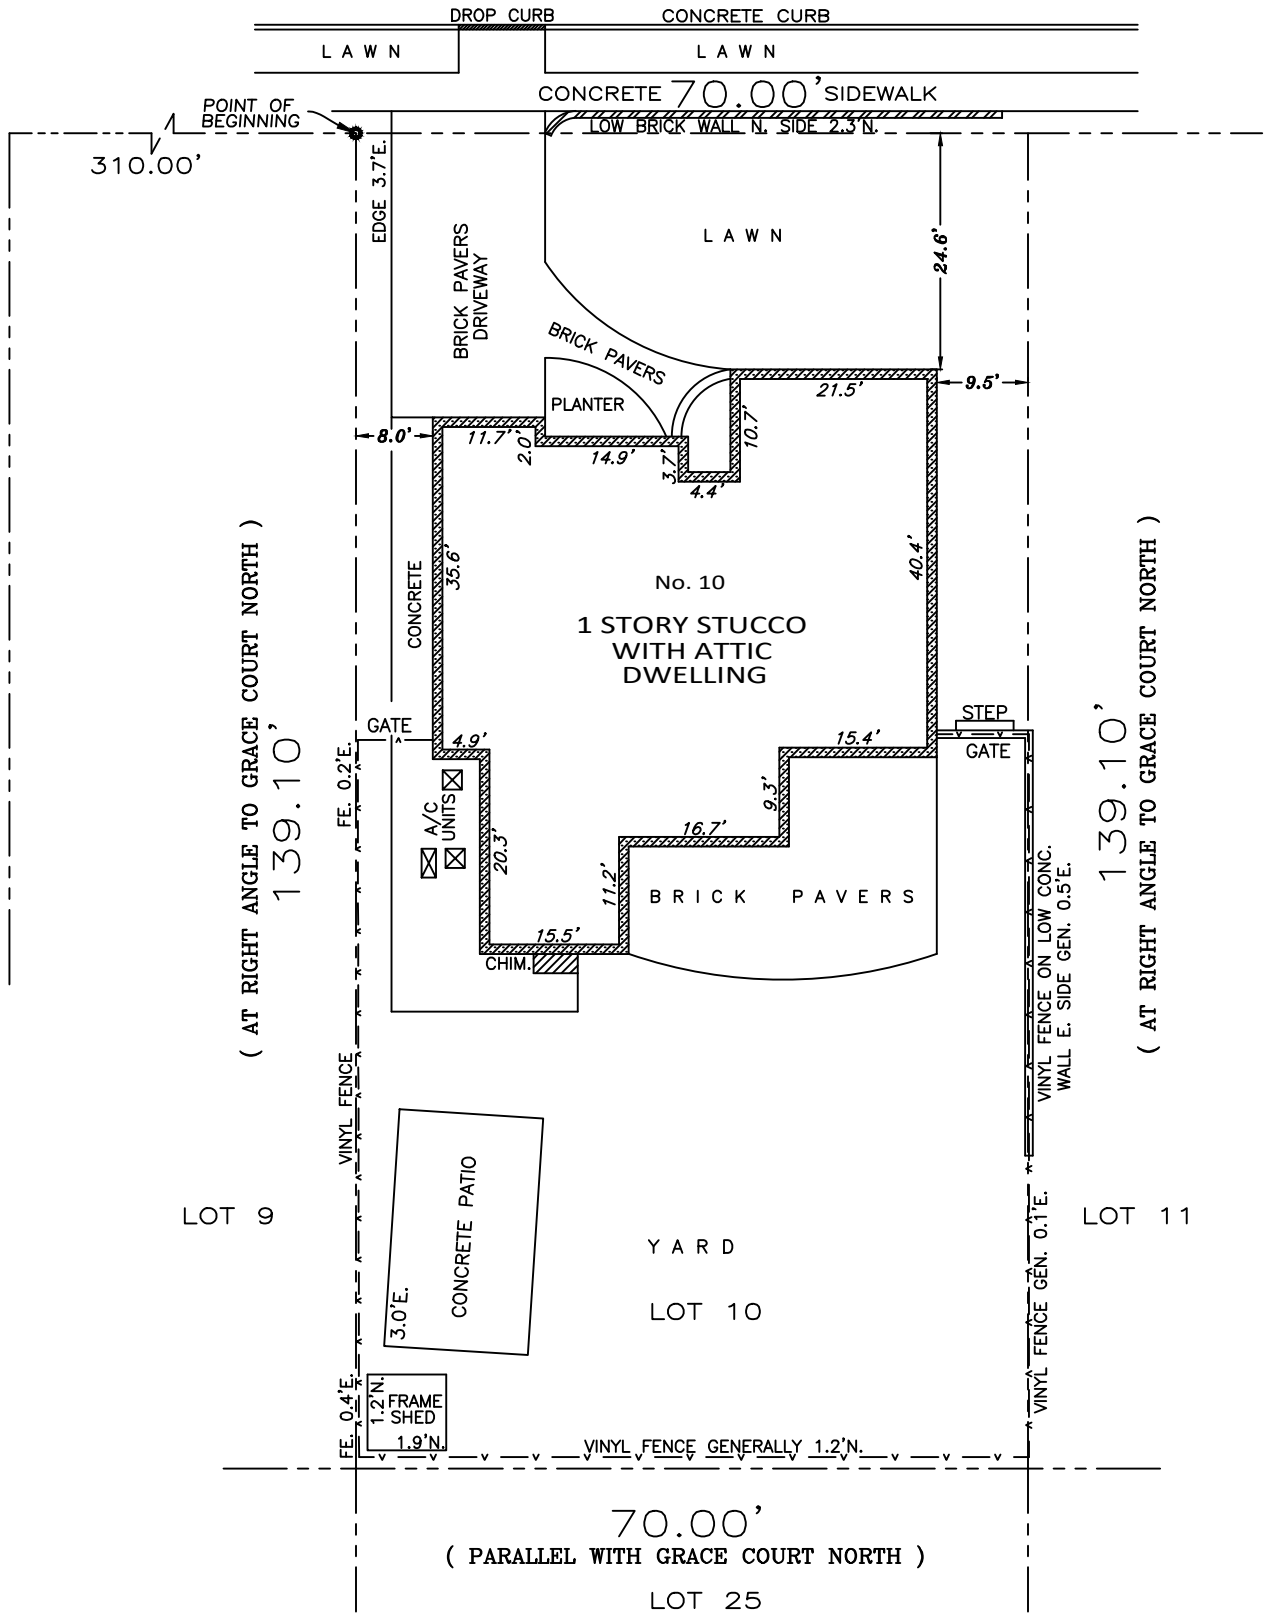 DROP CURB
CONCRETE CURB
LAWN
LAWN
CONCRETE 70.00' SIDEWALK
POINT OF
BEGINNING
LOW BRICK WALL N. SIDE 2.3'N.
310.00'
EDGE 3.7'E.
LAWN
24.6'
BRICK PAVERS
DRIVEWAY
BRICK PAVERS
PLANTER
21.5'
9.5'
8.0'
11.7'
2.0'
14.9'
3.7'
4.4'
10.7'
( AT RIGHT ANGLE TO GRACE COURT NORTH )
139.10'
CONCRETE
35.6'
No. 10
1 STORY STUCCO
WITH ATTIC
DWELLING
40.4'
( AT RIGHT ANGLE TO GRACE COURT NORTH )
139.10'
GATE
4.9'
15.4'
STEP
GATE
FE. 0.2'E.
A/C
UNITS
20.3'
9.3'
16.7'
11.2'
BRICK PAVERS
15.5'
CHIM.
VINYL FENCE ON LOW CONC.
WALL E. SIDE GEN. 0.5'E.
VINYL FENCE
CONCRETE PATIO
3.0'E.
LOT 9
YARD
LOT 10
LOT 11
VINYL FENCE GEN. 0.1'E.
FE. 0.4'E.
1.2'N.
FRAME
SHED
1.9'N.
VINYL FENCE GENERALLY 1.2'N.
70.00'
( PARALLEL WITH GRACE COURT NORTH )
LOT 25